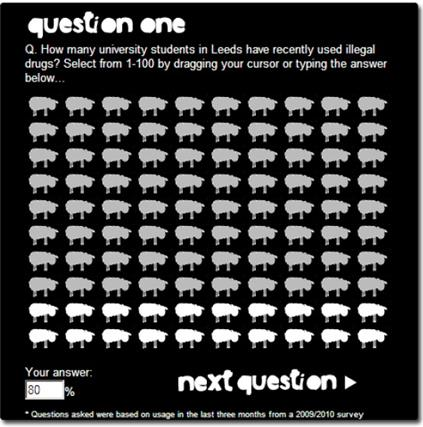 question one
Q. How many university students in Leeds have recently used illegal
drugs? Select from 1-100 by dragging your cursor or typing the answer
below...
Your answer:
80 %
next question
* Questions asked were based on usage in the last three months from a 2009/2010 survey